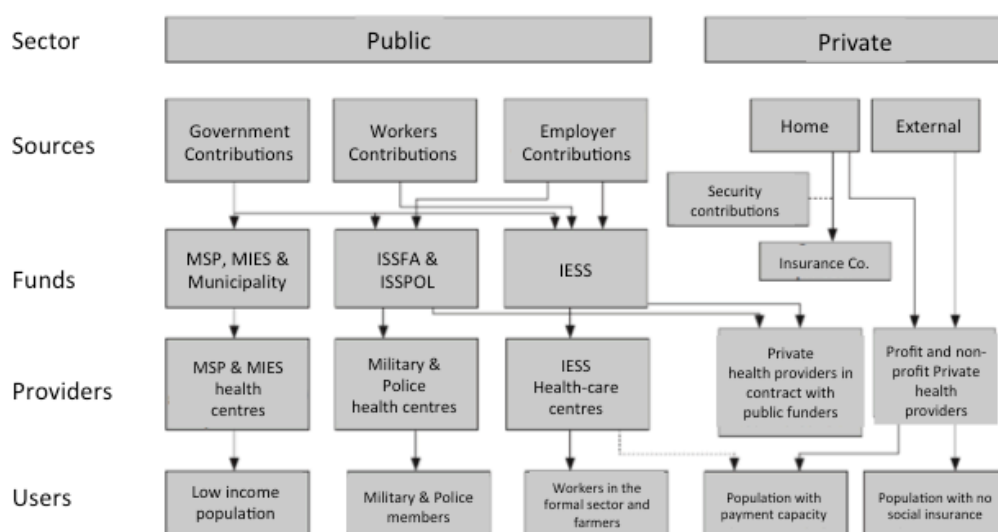 Sector
Public
Private
Sources
Government
Contributions
Workers
Contributions
Employer
Contributions
Home
External
Security
contributions
Funds
MSP, MIES &
Municipality
ISSFA &
ISSPOL
IESS
Insurance Co.
Providers
MSP & MIES
health
centres
Military &
Police
health centres
IESS
Health-care
centres
Private
health providers in
contract with
public funders
Profit and non-
profit Private
health
providers
Users
Low income
population
Military & Police
members
Workers in the
formal sector and
farmers
Population with
payment capacity
Population with no
social insurance